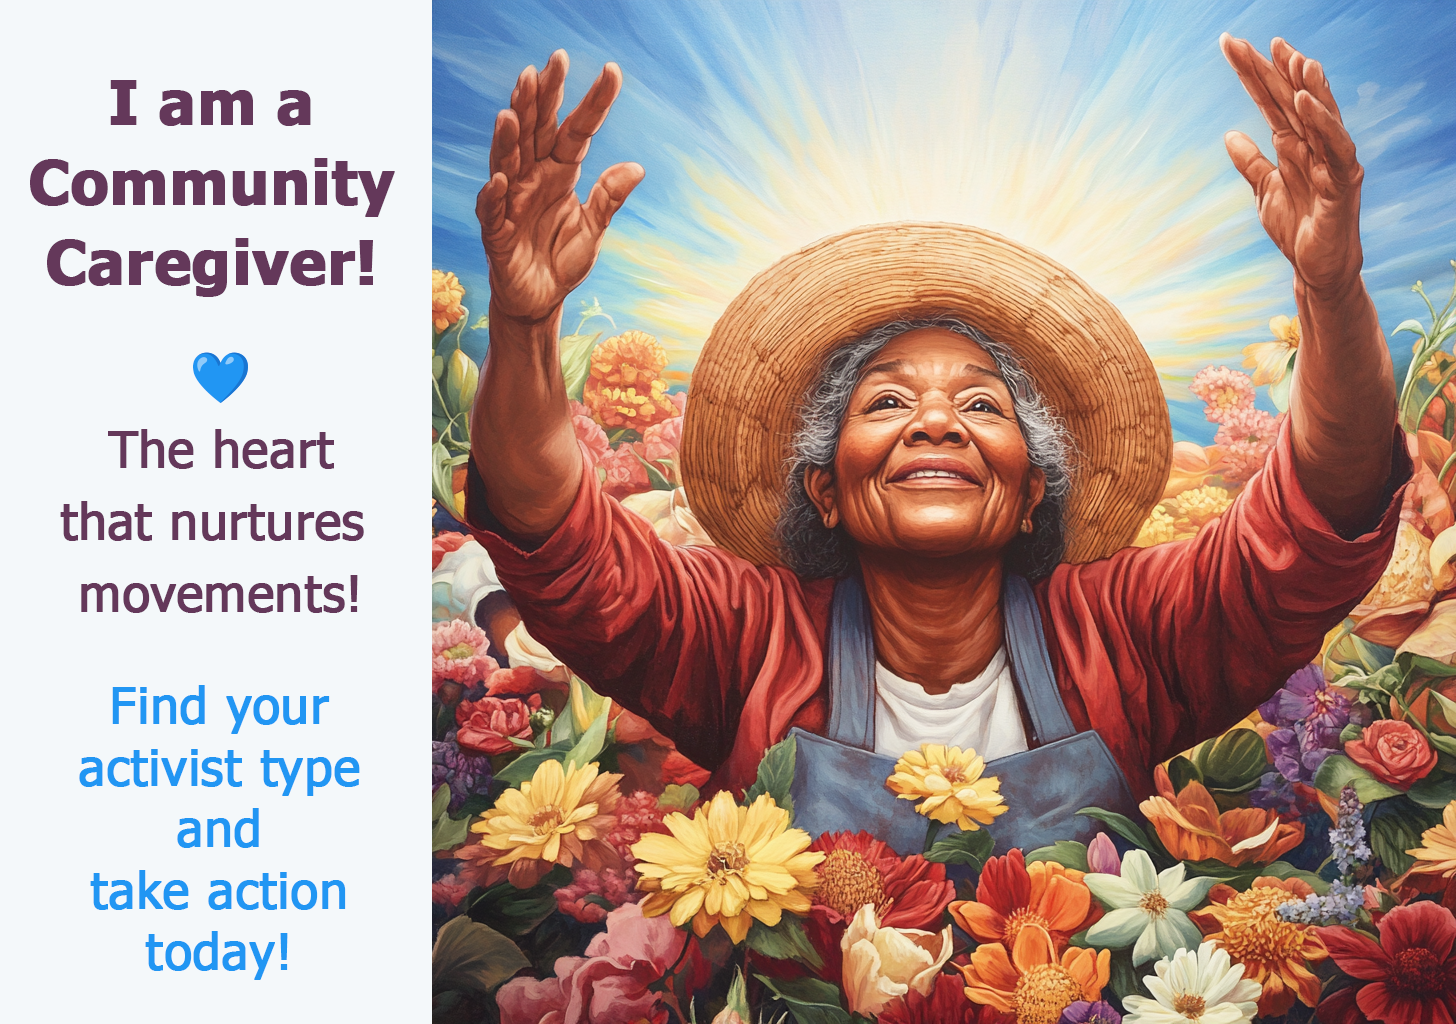 I am a
Community
Caregiver!
💙
The heart
that nurtures
movements!
Find your
activist type
and
take action
today!